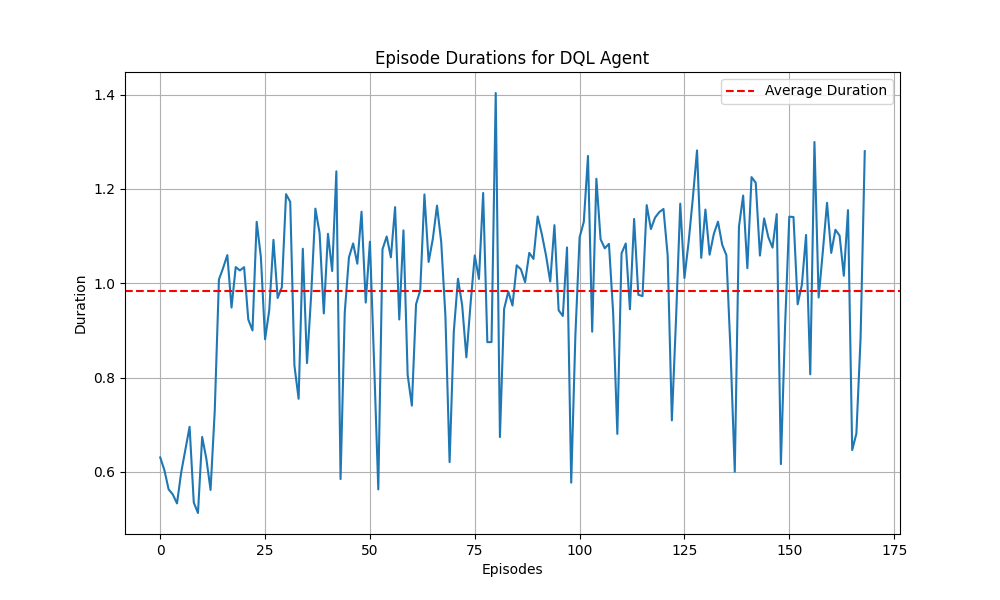 Episode Durations for DQL Agent
Average Duration
1.4
1.2
1.0
0.8
0.6
Duration
0 25 50 75 100 125 150 175
Episodes